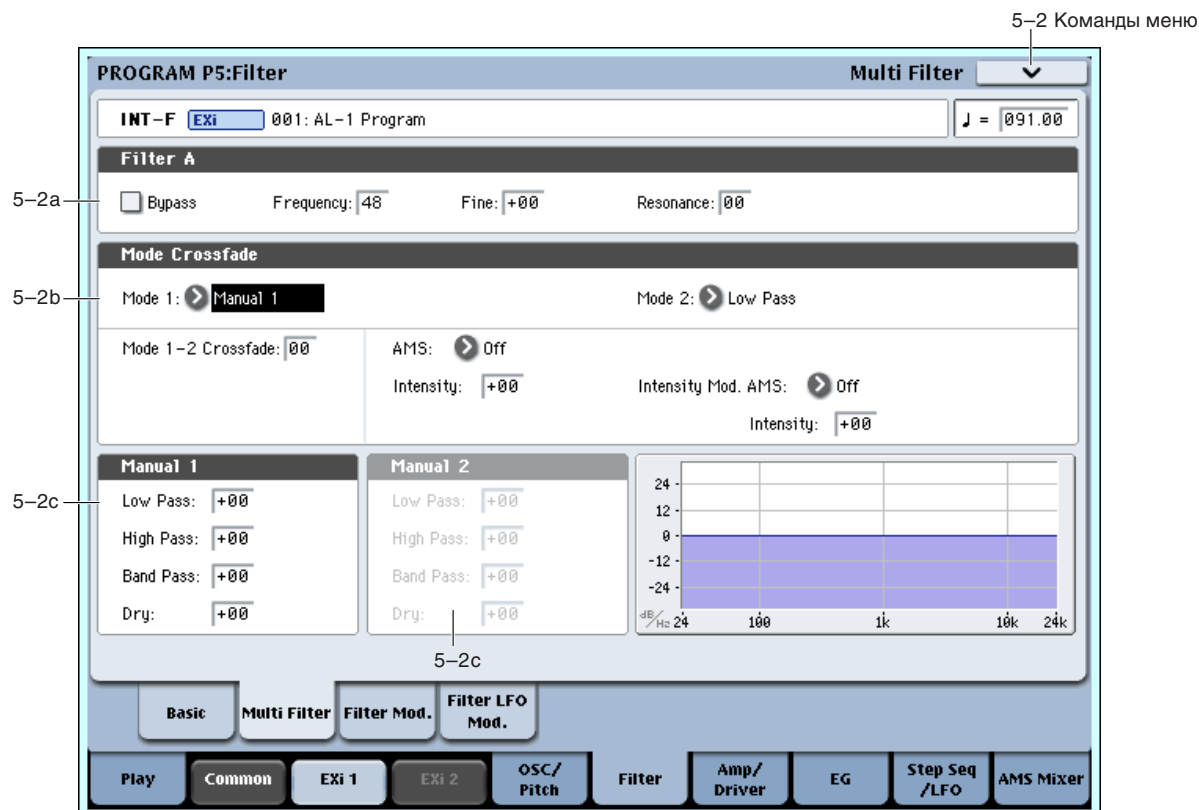 5–2 Команды меню
PROGRAM P5:Filter
Multi Filter
INT-F EXi 001: AL-1 Program
♩ = 091.00
Filter A
5–2a
Bypass Frequency: 48 Fine: +00 Resonance: 00
Mode Crossfade
5–2b
Mode 1: Manual 1 Mode 2: Low Pass
Mode 1-2 Crossfade: 00 AMS: Off
Intensity: +00 Intensity Mod. AMS: Off
Intensity: +00
Manual 1
5–2c
Low Pass: +00
High Pass: +00
Band Pass: +00
Dry: +00
Manual 2
Low Pass: +00
High Pass: +00
Band Pass: +00
Dry: +00
5–2c
24
12
0
-12
-24
dB/Hz 24 100 1k 10k 24k
Basic Multi Filter Filter Mod. Filter LFO Mod.
Play Common EXi 1 EXi 2 OSC/ Pitch Filter Amp/ Driver EG Step Seq /LFO AMS Mixer